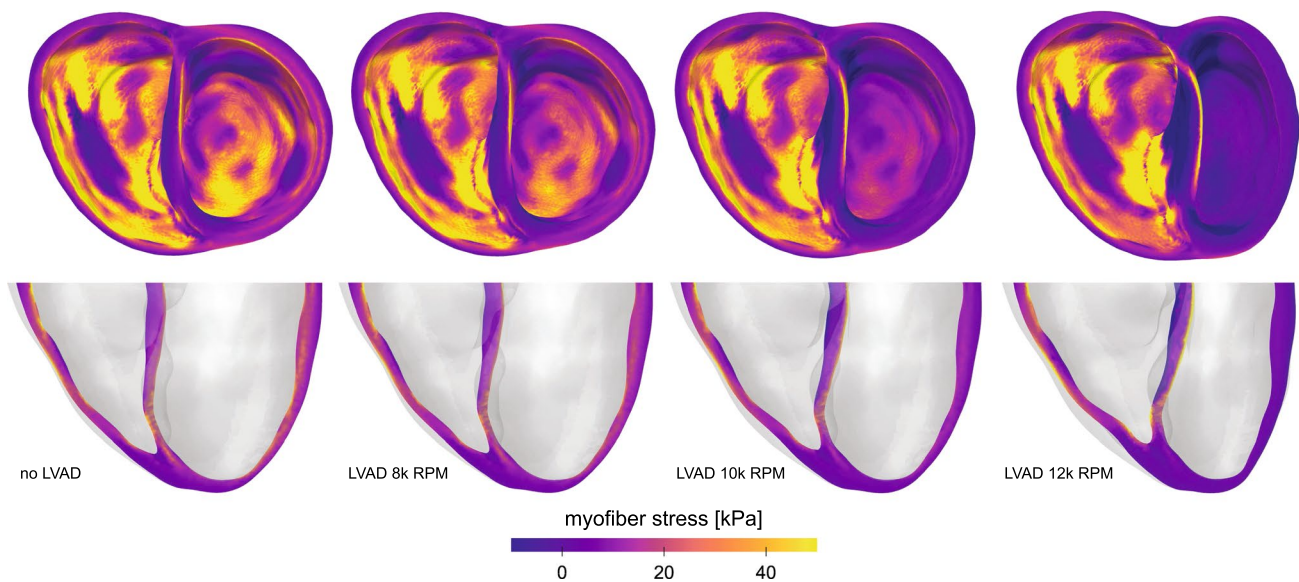 no LVAD
LVAD 8k RPM
LVAD 10k RPM
LVAD 12k RPM
myofiber stress [kPa]
0 20 40